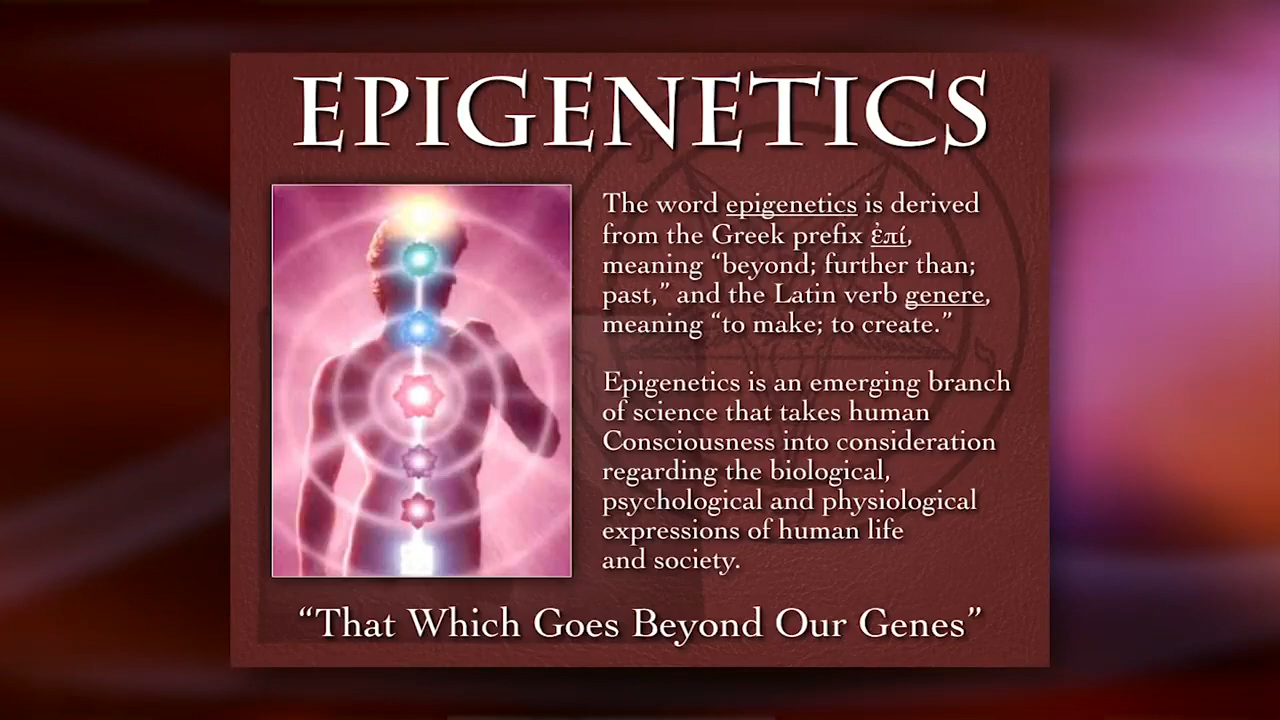 EPIGENETICS
The word epigenetics is derived
from the Greek prefix ἐπί,
meaning “beyond; further than;
past,” and the Latin verb genere,
meaning “to make; to create.”
Epigenetics is an emerging branch
of science that takes human
Consciousness into consideration
regarding the biological,
psychological and physiological
expressions of human life
and society.
“That Which Goes Beyond Our Genes”